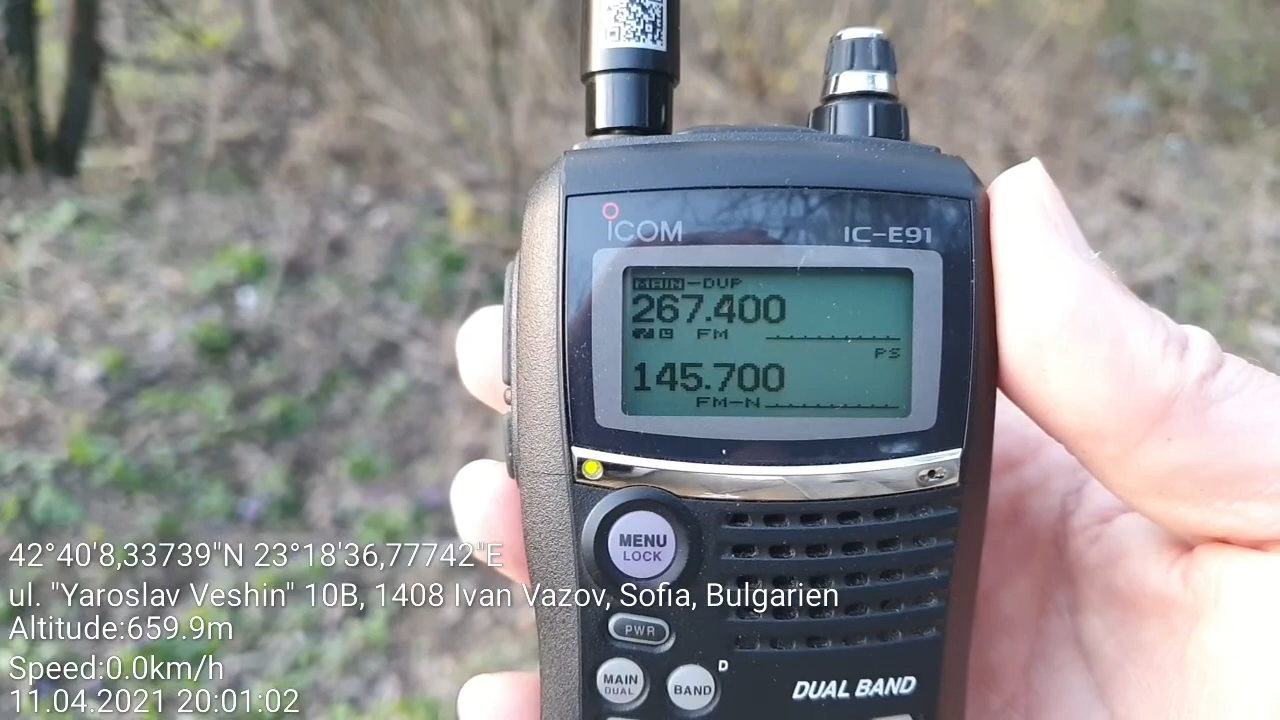 ICOM IC-E91
MAIN -DUP
267.400
FM
PS
145.700
FM-N
MENU
LOCK
PWR
MAIN
DUAL
BAND
D
DUAL BAND
42°40'8,33739"N 23°18'36,77742"E
ul. "Yaroslav Veshin" 10B, 1408 Ivan Vazov, Sofia, Bulgarien
Altitude:659.9m
Speed:0.0km/h
11.04.2021 20:01:02